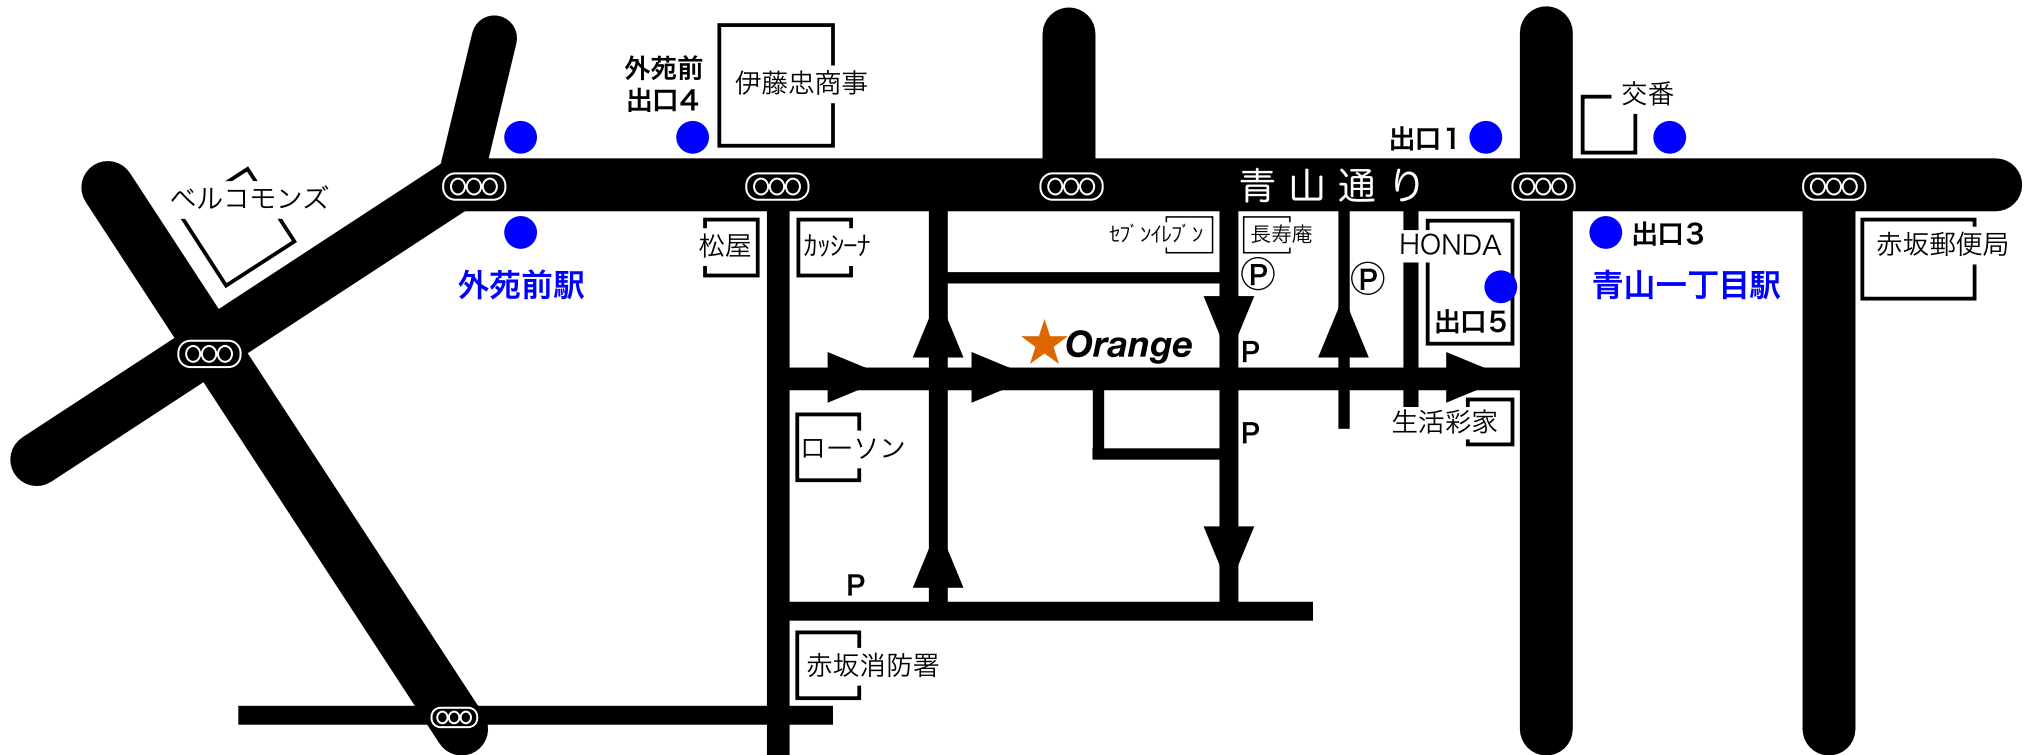 外苑前
出口4
伊藤忠商事
交番
出口1
青山通り
ベルコモンズ
松屋
カッシーナ
セブンイレブン
長寿庵
HONDA
出口3
赤坂郵便局
外苑前駅
P
P
青山一丁目駅
出口5
Orange
P
生活彩家
P
ローソン
P
赤坂消防署